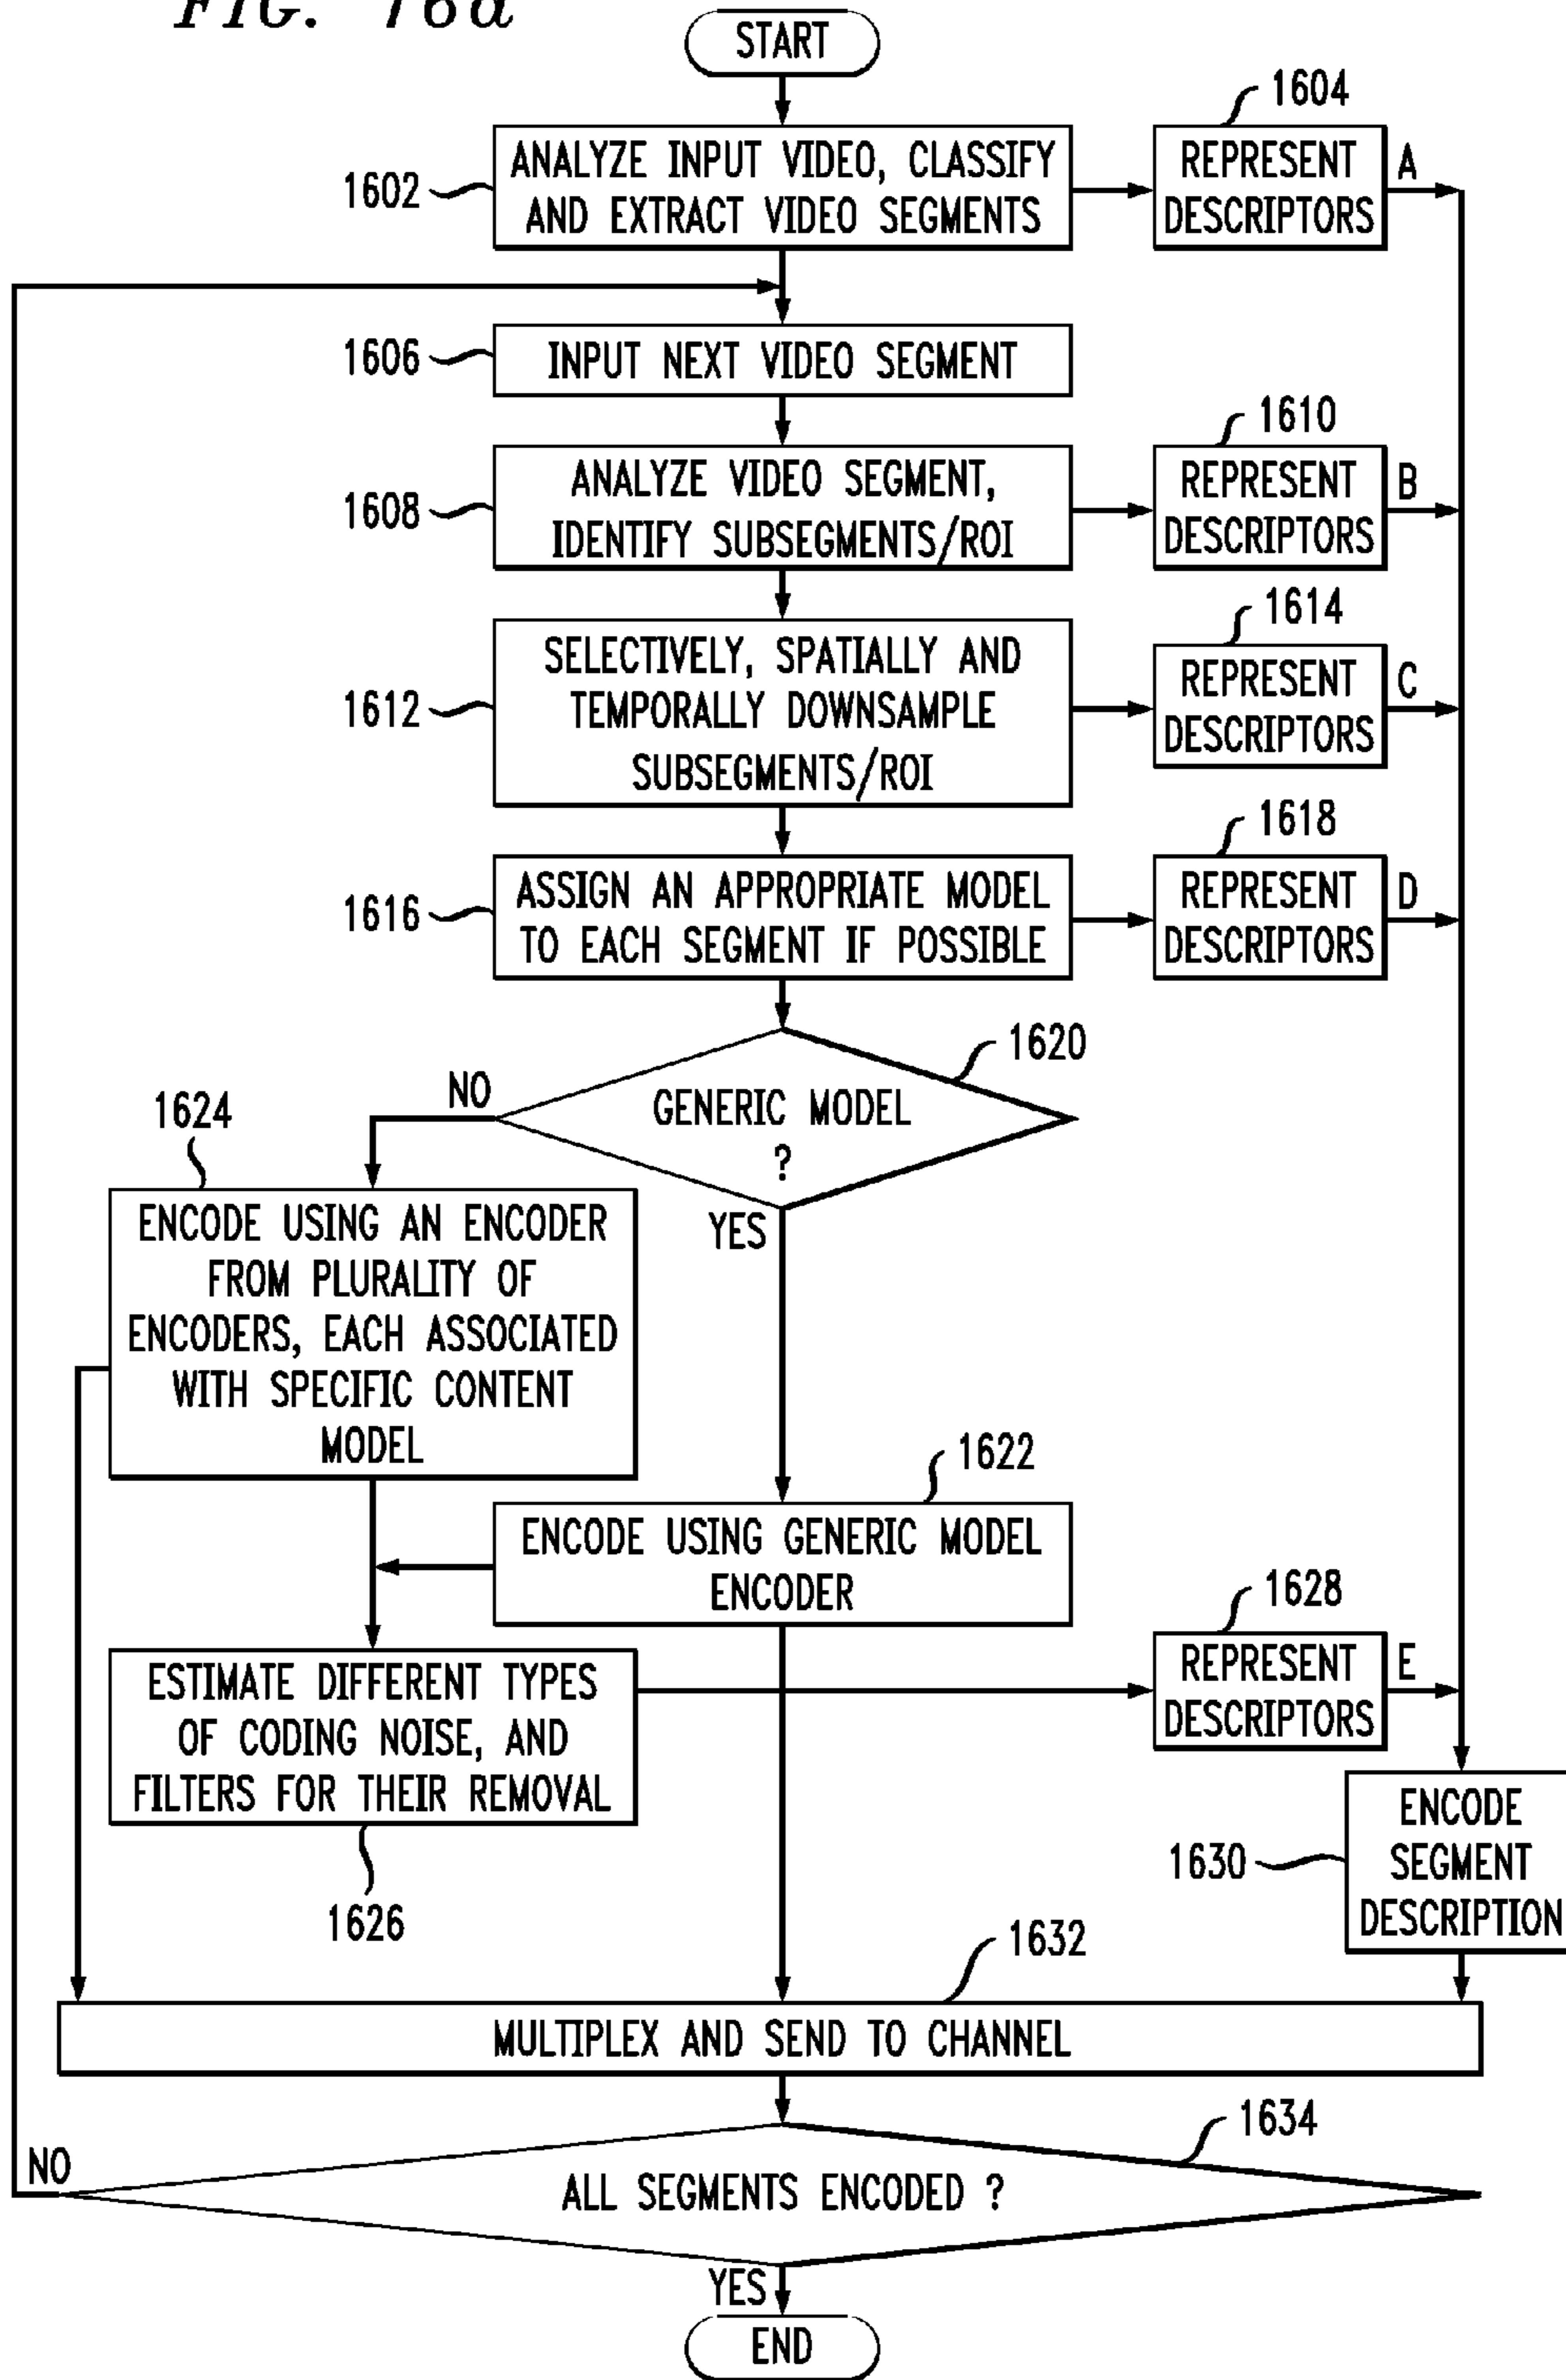 FIG. 16a
START
1604
1602
ANALYZE INPUT VIDEO, CLASSIFY
AND EXTRACT VIDEO SEGMENTS
REPRESENT
DESCRIPTORS
A
1606
INPUT NEXT VIDEO SEGMENT
1610
1608
ANALYZE VIDEO SEGMENT,
IDENTIFY SUBSEGMENTS/ROI
REPRESENT
DESCRIPTORS
B
1614
1612
SELECTIVELY, SPATIALLY AND
TEMPORALLY DOWNSAMPLE
SUBSEGMENTS/ROI
REPRESENT
DESCRIPTORS
C
1618
1616
ASSIGN AN APPROPRIATE MODEL
TO EACH SEGMENT IF POSSIBLE
REPRESENT
DESCRIPTORS
D
1620
NO
GENERIC MODEL
?
YES
1624
ENCODE USING AN ENCODER
FROM PLURALITY OF
ENCODERS, EACH ASSOCIATED
WITH SPECIFIC CONTENT
MODEL
1622
ENCODE USING GENERIC MODEL
ENCODER
1628
ESTIMATE DIFFERENT TYPES
OF CODING NOISE, AND
FILTERS FOR THEIR REMOVAL
REPRESENT
DESCRIPTORS
E
1626
1630
ENCODE
SEGMENT
DESCRIPTION
1632
MULTIPLEX AND SEND TO CHANNEL
1634
NO
ALL SEGMENTS ENCODED ?
YES
END